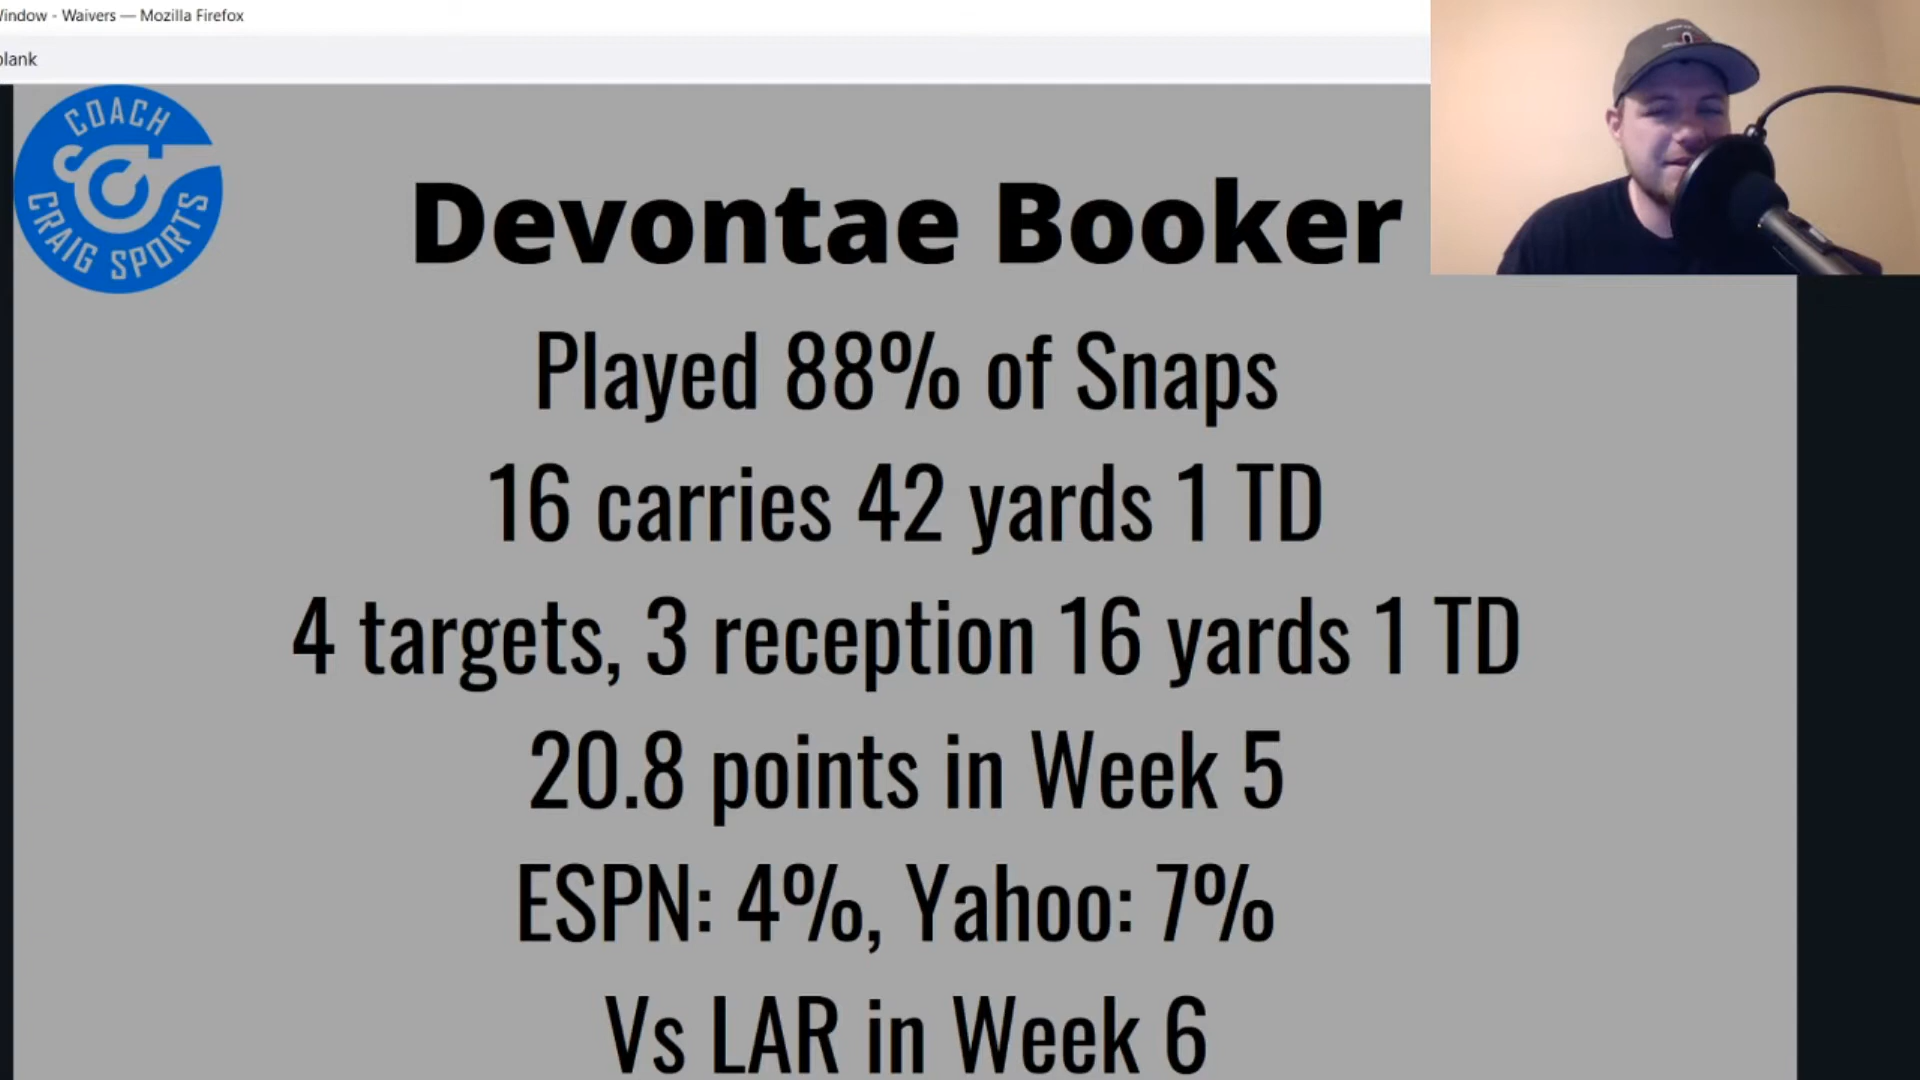 Window - Waivers — Mozilla Firefox
blank
COACH
CRAIG SPORTS
Devontae Booker
Played 88% of Snaps
16 carries 42 yards 1 TD
4 targets, 3 reception 16 yards 1 TD
20.8 points in Week 5
ESPN: 4%, Yahoo: 7%
Vs LAR in Week 6